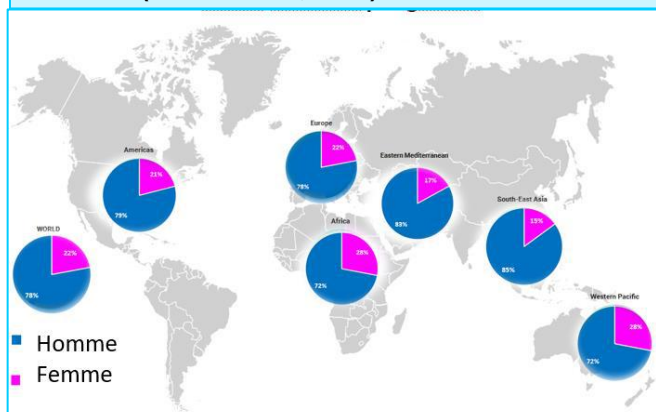 Europe
22%
78%
Americas
21%
79%
Eastern Mediterranean
17%
83%
South-East Asia
15%
85%
WORLD
22%
78%
Africa
28%
72%
Western Pacific
28%
72%
Homme
Femme